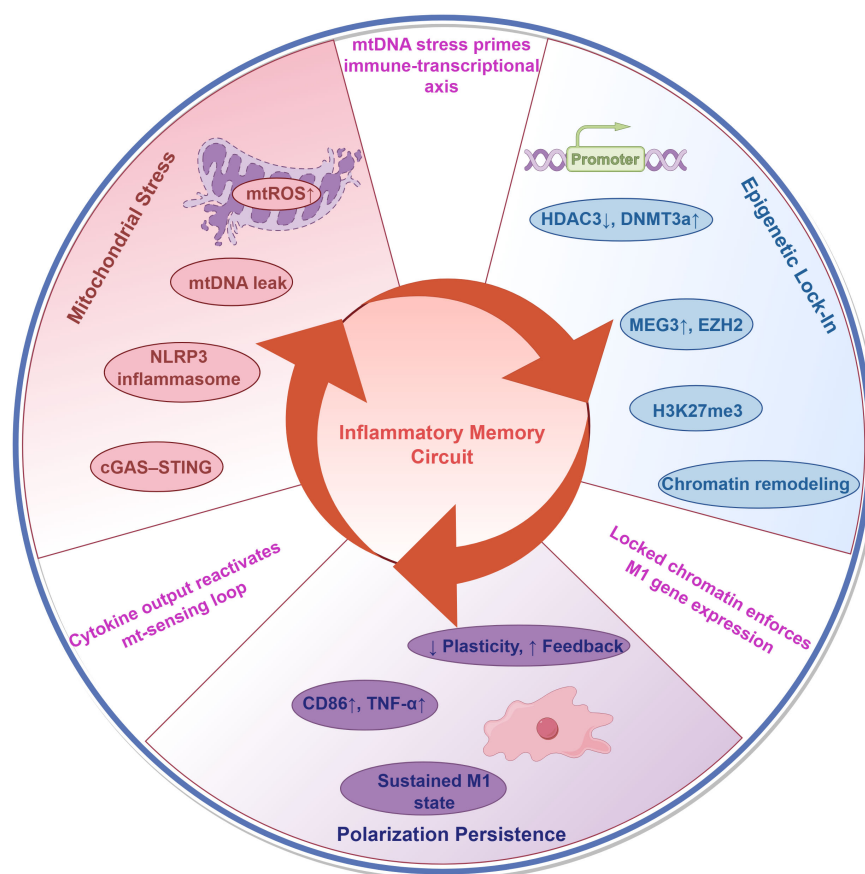 mtDNA stress primes
immune-transcriptional
axis
Mitochondrial Stress
mtROS↑
mtDNA leak
NLRP3
inflammasome
cGAS–STING
Promoter
HDAC3↓, DNMT3a↑
Epigenetic Lock-In
MEG3↑, EZH2
H3K27me3
Chromatin remodeling
Inflammatory Memory
Circuit
Locked chromatin enforces
M1 gene expression
Cytokine output reactivates
mt-sensing loop
↓ Plasticity, ↑ Feedback
CD86↑, TNF-α↑
Sustained M1
state
Polarization Persistence